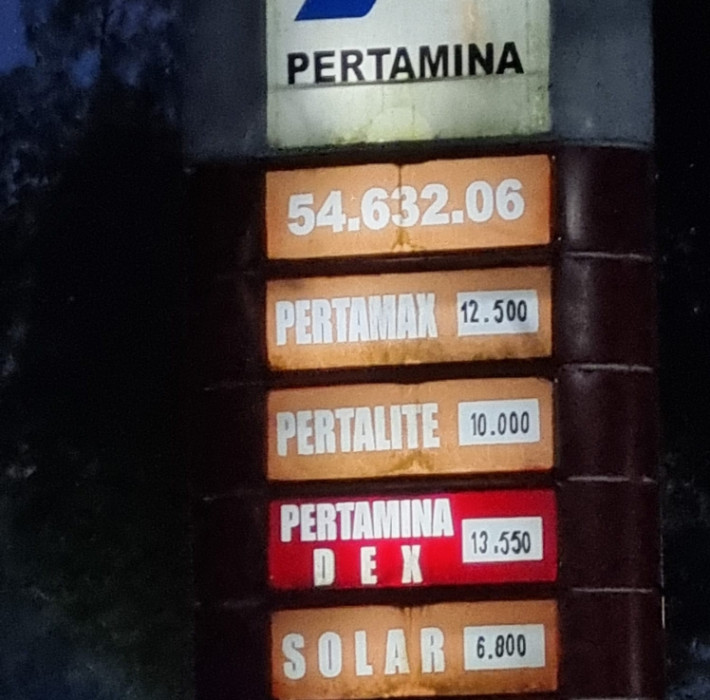 PERTAMINA
54.632.06
PERTAMAX 12.500
PERTALITE 10.000
PERTAMINA
DEX 13.550
SOLAR 6.800